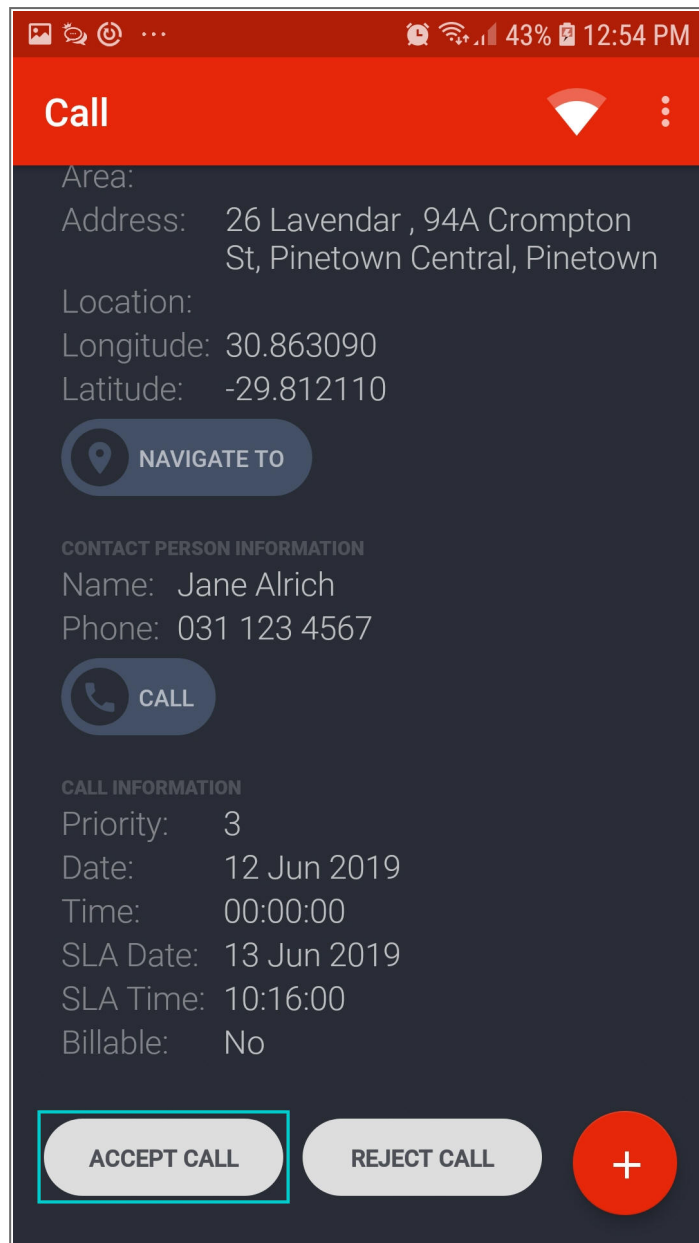 43% 12:54 PM
Call
Area:
Address: 26 Lavendar , 94A Crompton
St, Pinetown Central, Pinetown
Location:
Longitude: 30.863090
Latitude: -29.812110
NAVIGATE TO
CONTACT PERSON INFORMATION
Name: Jane Alrich
Phone: 031 123 4567
CALL
CALL INFORMATION
Priority: 3
Date: 12 Jun 2019
Time: 00:00:00
SLA Date: 13 Jun 2019
SLA Time: 10:16:00
Billable: No
ACCEPT CALL REJECT CALL +